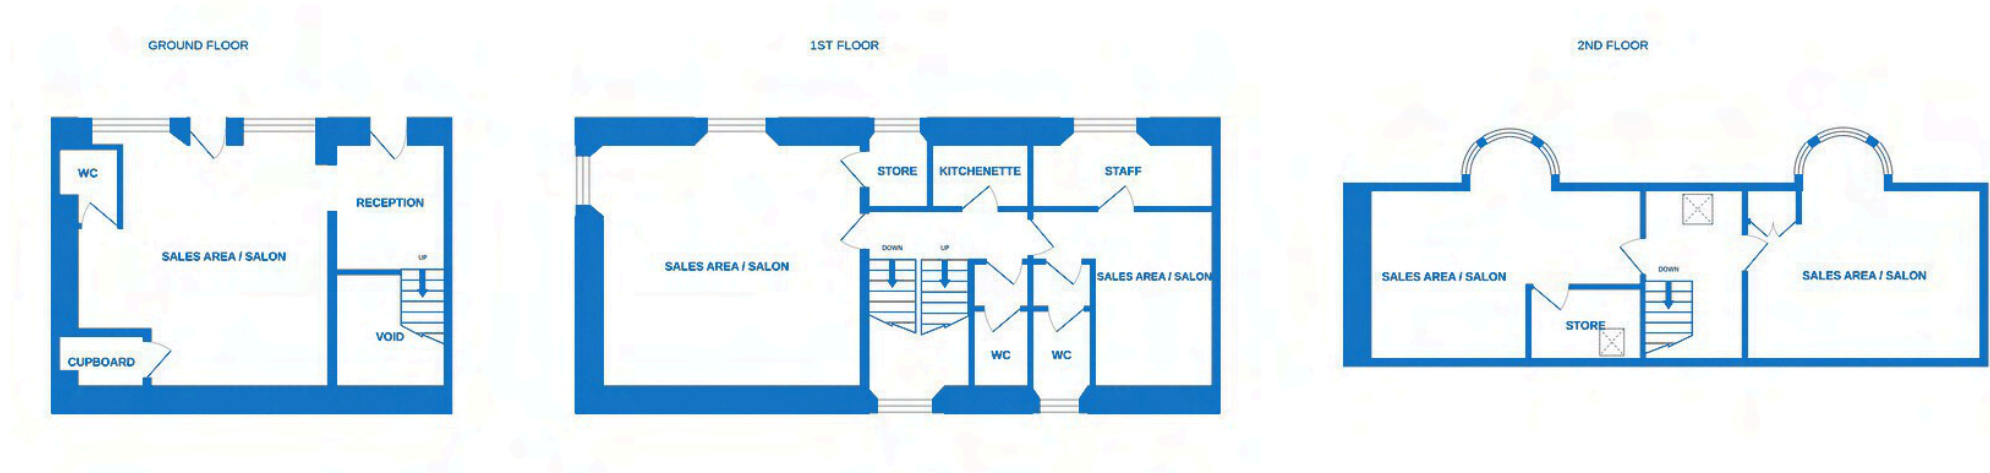 GROUND FLOOR
WC
RECEPTION
SALES AREA / SALON
UP
VOID
CUPBOARD
1ST FLOOR
STORE
KITCHENETTE
STAFF
DOWN
UP
SALES AREA / SALON
SALES AREA / SALON
WC
WC
2ND FLOOR
DOWN
SALES AREA / SALON
SALES AREA / SALON
STORE